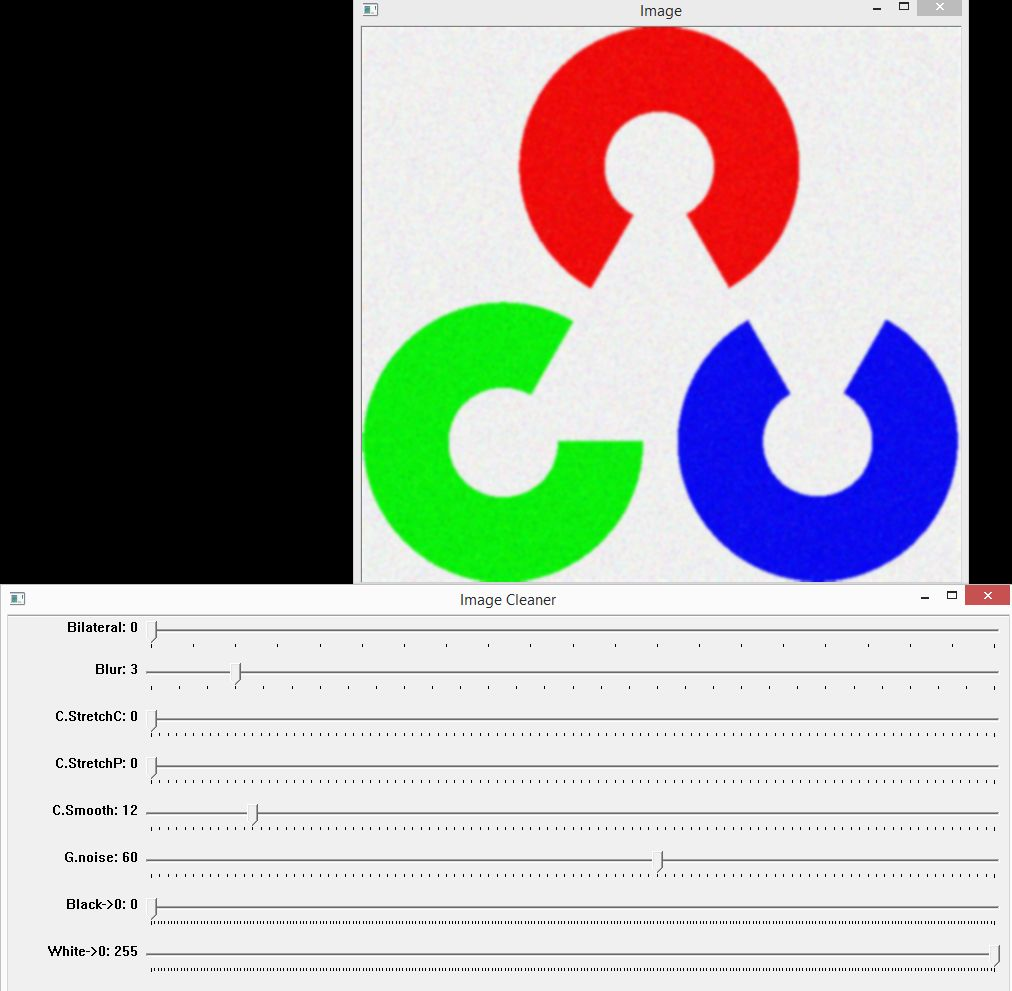 Image
Image Cleaner
Bilateral: 0
Blur: 3
C.StretchC: 0
C.StretchP: 0
C.Smooth: 12
G.noise: 60
Black->0: 0
White->0: 255